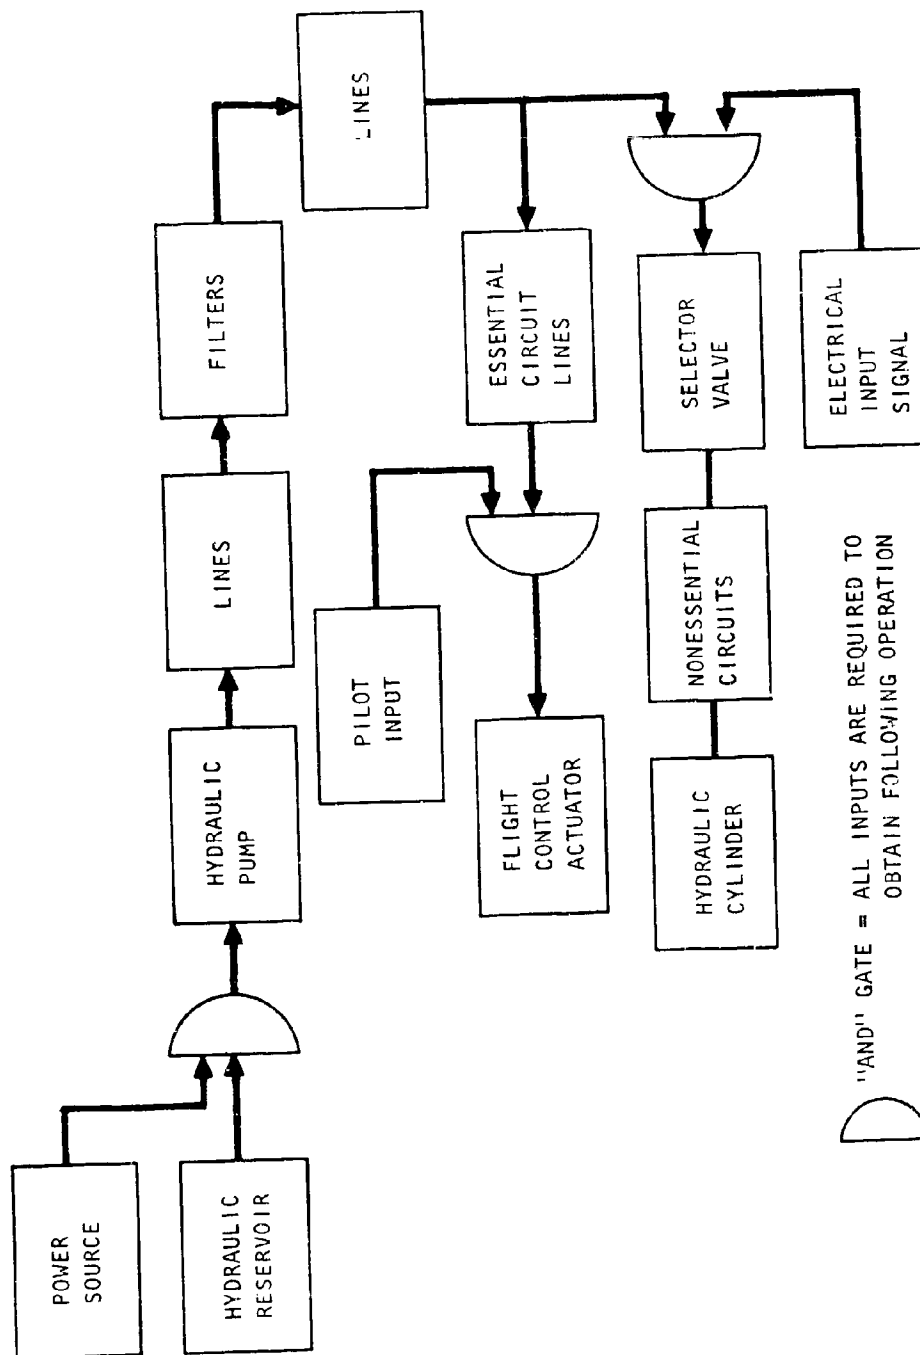 POWER
SOURCE
HYDRAULIC
RESERVOIR
HYDRAULIC
PUMP
LINES
FILTERS
LINES
PILOT
INPUT
ESSENTIAL
CIRCUIT
LINES
FLIGHT
CONTROL
ACTUATOR
SELECTOR
VALVE
NONESSENTIAL
CIRCUITS
HYDRAULIC
CYLINDER
ELECTRICAL
INPUT
SIGNAL
"AND" GATE = ALL INPUTS ARE REQUIRED TO
OBTAIN FOLLOWING OPERATION